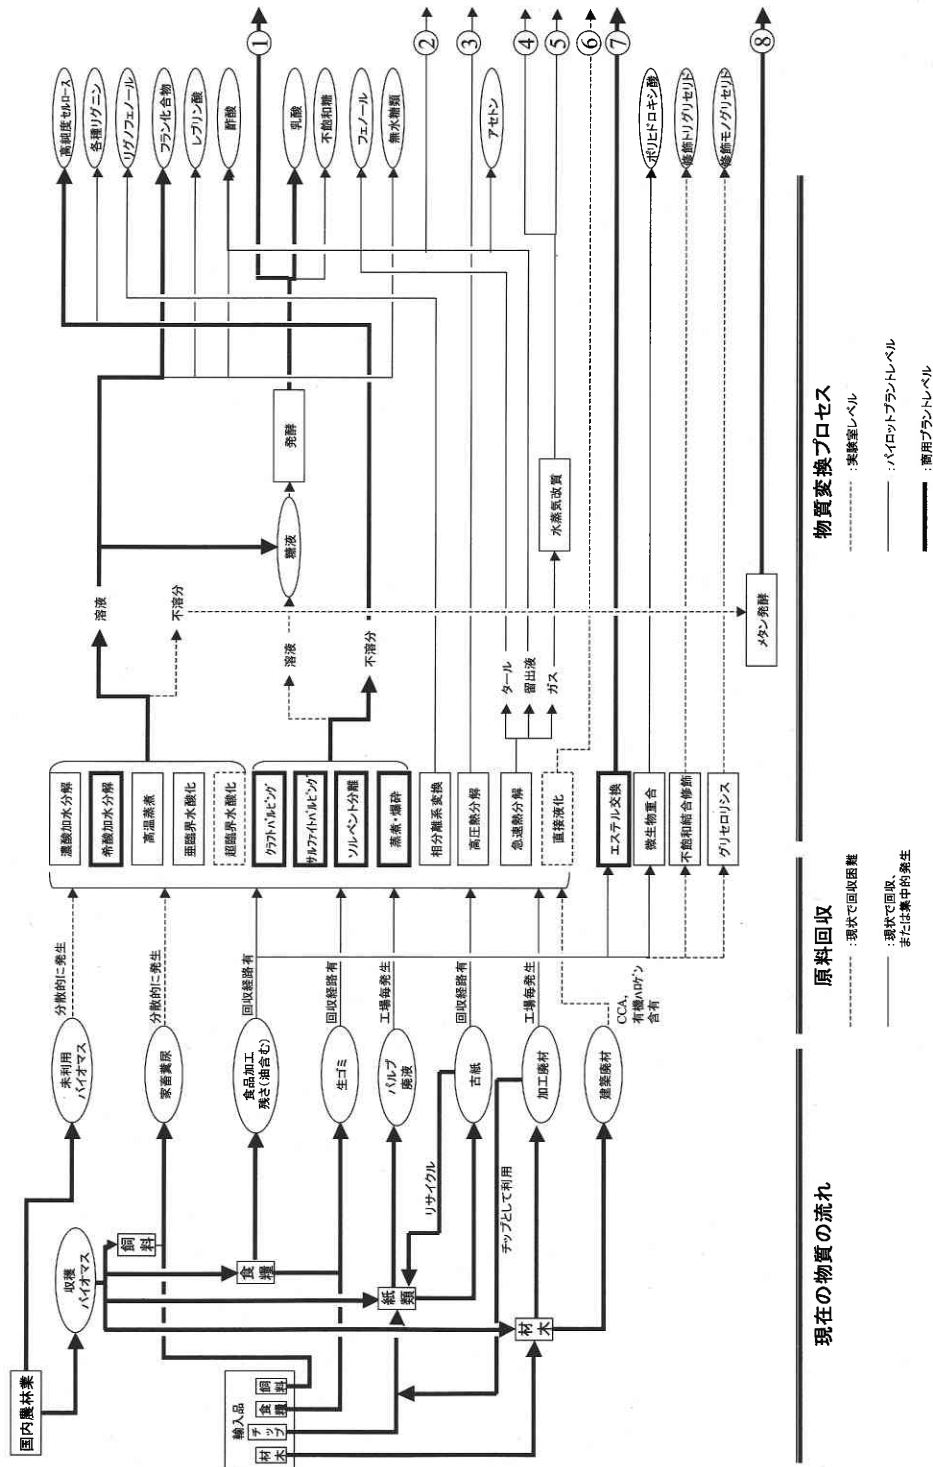 国内農林業
収穫
バイオマス
輸入品
飼料
食糧
チップ
材木
飼料
食糧
紙類
材木
リサイクル
チップとして利用
未利用
バイオマス
家畜糞尿
食品加工
残さ(油含む)
生ゴミ
パルプ
廃液
古紙
加工廃材
建築廃材
現在の物質の流れ
分散的に発生
分散的に発生
回収経路有
回収経路有
工場毎発生
回収経路有
工場毎発生
CCA、
有機ハロゲン
含有
原料回収
:現状で回収困難
:現状で回収、
または集中的発生
濃酸加水分解
希酸加水分解
高温蒸煮
亜臨界水酸化
超臨界水酸化
クラフトパルピング
サルファイトパルピング
ソルベント分離
蒸煮・爆砕
相分離系変換
高圧熱分解
急速熱分解
直接液化
エステル交換
微生物重合
不飽和結合修飾
グリセロリシス
溶液
不溶分
溶液
不溶分
タール
留出液
ガス
糖液
発酵
水蒸気改質
メタン発酵
物質変換プロセス
:実験室レベル
:パイロットプラントレベル
:商用プラントレベル
高純度セルロース
各種リグニン
リグノフェノール
フラン化合物
レブリン酸
酢酸
乳酸
不飽和糖
フェノール
無水糖類
アセトン
ポリヒドロキシ酸
修飾トリグリセリド
修飾モノグリセリド
①
②
③
④
⑤
⑥
⑦
⑧